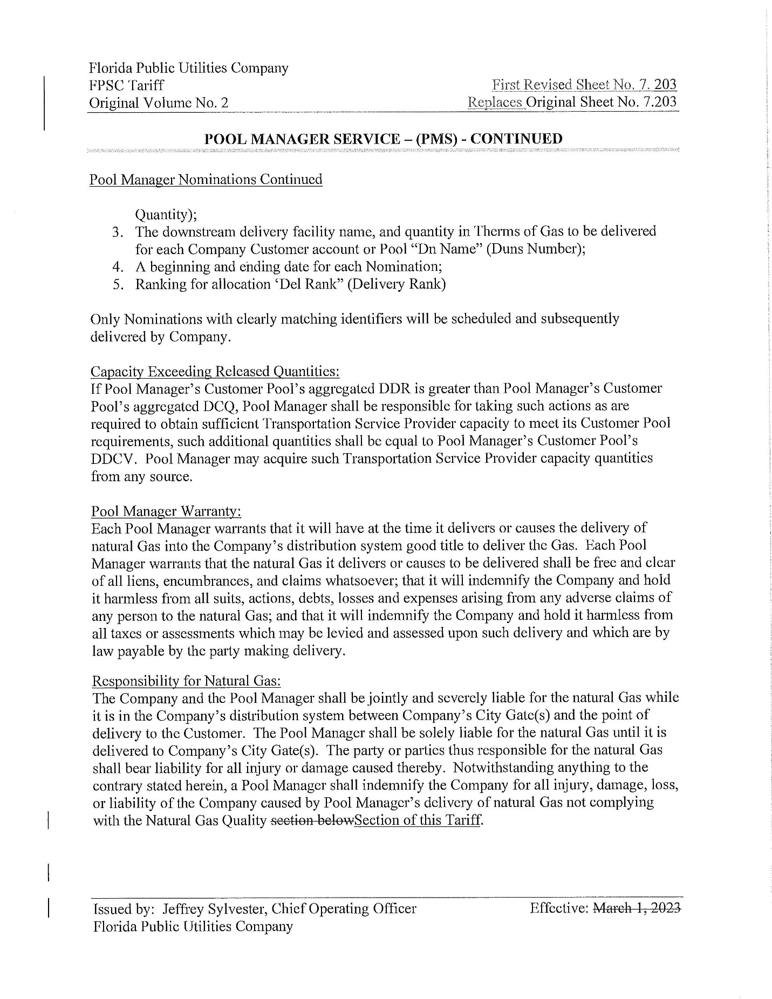 Florida Public Utilities Company
FPSC Tariff
First Revised Sheet No. 7. 203
Original Volume No. 2
Replaces Original Sheet No. 7.203
POOL MANAGER SERVICE – (PMS) - CONTINUED
Pool Manager Nominations Continued
Quantity);
3. The downstream delivery facility name, and quantity in Therms of Gas to be delivered
for each Company Customer account or Pool “Dn Name” (Duns Number);
4. A beginning and ending date for each Nomination;
5. Ranking for allocation ‘Del Rank” (Delivery Rank)
Only Nominations with clearly matching identifiers will be scheduled and subsequently
delivered by Company.
Capacity Exceeding Released Quantities:
If Pool Manager’s Customer Pool’s aggregated DDR is greater than Pool Manager’s Customer
Pool’s aggregated DCQ, Pool Manager shall be responsible for taking such actions as are
required to obtain sufficient Transportation Service Provider capacity to meet its Customer Pool
requirements, such additional quantities shall be equal to Pool Manager’s Customer Pool’s
DDCV. Pool Manager may acquire such Transportation Service Provider capacity quantities
from any source.
Pool Manager Warranty:
Each Pool Manager warrants that it will have at the time it delivers or causes the delivery of
natural Gas into the Company’s distribution system good title to deliver the Gas. Each Pool
Manager warrants that the natural Gas it delivers or causes to be delivered shall be free and clear
of all liens, encumbrances, and claims whatsoever; that it will indemnify the Company and hold
it harmless from all suits, actions, debts, losses and expenses arising from any adverse claims of
any person to the natural Gas; and that it will indemnify the Company and hold it harmless from
all taxes or assessments which may be levied and assessed upon such delivery and which are by
law payable by the party making delivery.
Responsibility for Natural Gas:
The Company and the Pool Manager shall be jointly and severely liable for the natural Gas while
it is in the Company’s distribution system between Company’s City Gate(s) and the point of
delivery to the Customer. The Pool Manager shall be solely liable for the natural Gas until it is
delivered to Company’s City Gate(s). The party or parties thus responsible for the natural Gas
shall bear liability for all injury or damage caused thereby. Notwithstanding anything to the
contrary stated herein, a Pool Manager shall indemnify the Company for all injury, damage, loss,
or liability of the Company caused by Pool Manager’s delivery of natural Gas not complying
with the Natural Gas Quality section belowSection of this Tariff.
Issued by: Jeffrey Sylvester, Chief Operating Officer
Effective: March 1, 2023
Florida Public Utilities Company